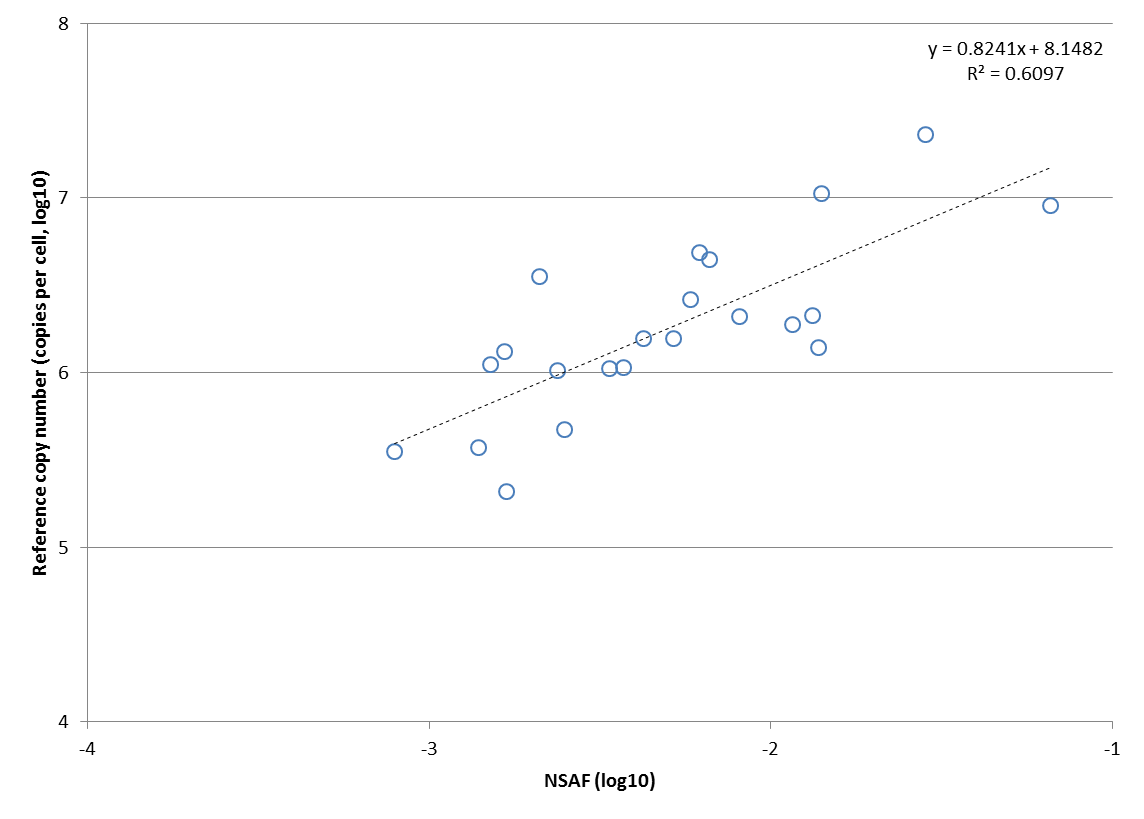 8
y = 0.8241x + 8.1482
R² = 0.6097
7
6
5
4
Reference copy number (copies per cell, log10)
-4
-3
-2
-1
NSAF (log10)